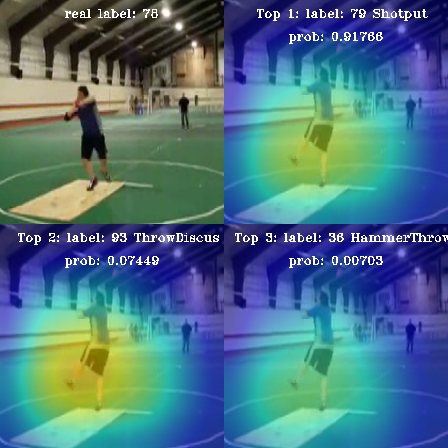 real label: 78
Top 1: label: 79 Shotput
prob: 0.91766
Top 2: label: 93 ThrowDiscus
prob: 0.07449
Top 3: label: 36 HammerThrow
prob: 0.00703